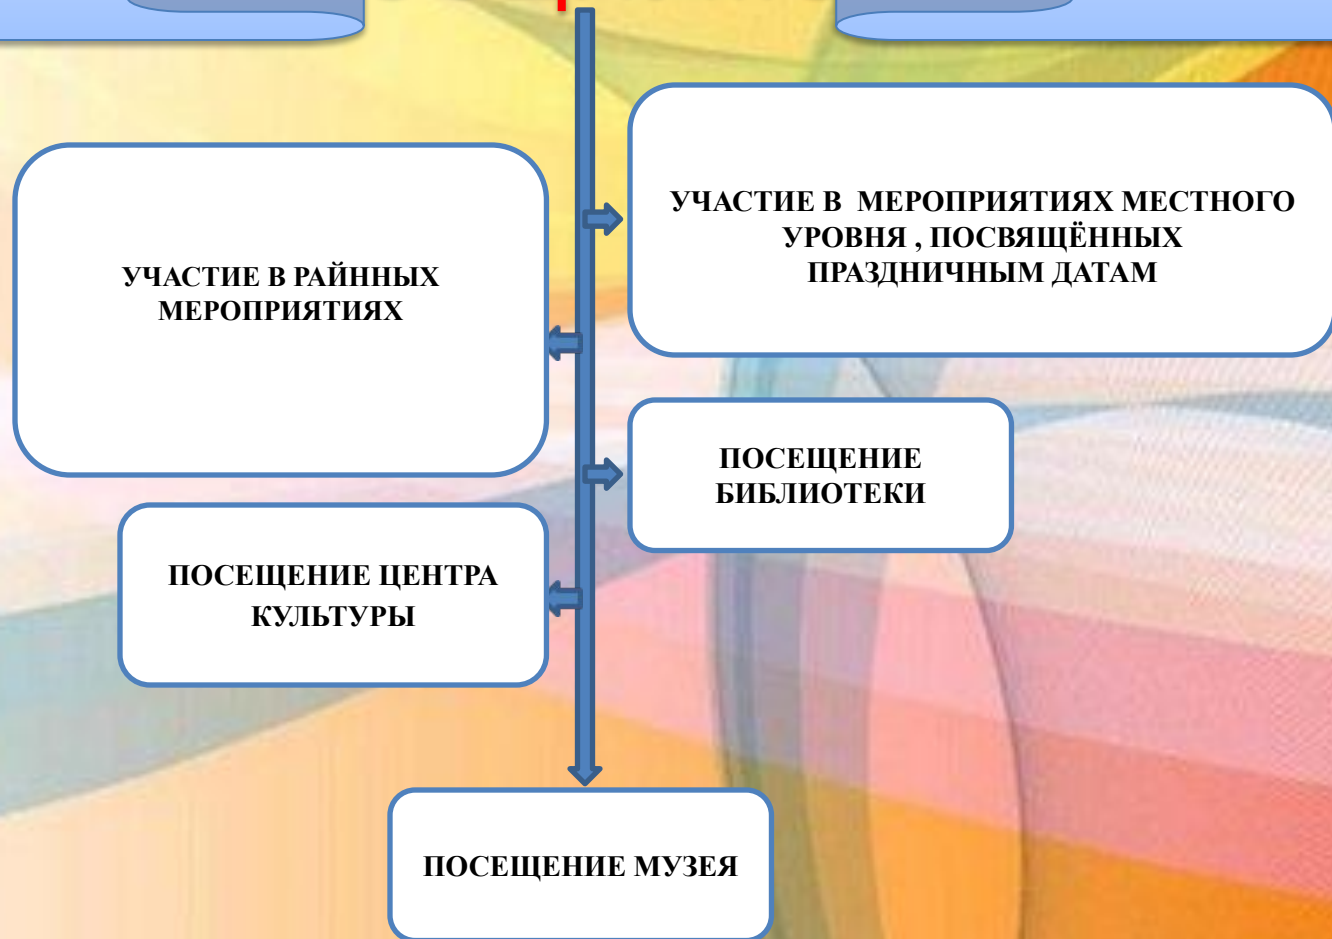 УЧАСТИЕ В МЕРОПРИЯТИЯХ МЕСТНОГО
УРОВНЯ , ПОСВЯЩЁННЫХ
ПРАЗДНИЧНЫМ ДАТАМ
УЧАСТИЕ В РАЙННЫХ
МЕРОПРИЯТИЯХ
ПОСЕЩЕНИЕ
БИБЛИОТЕКИ
ПОСЕЩЕНИЕ ЦЕНТРА
КУЛЬТУРЫ
ПОСЕЩЕНИЕ МУЗЕЯ